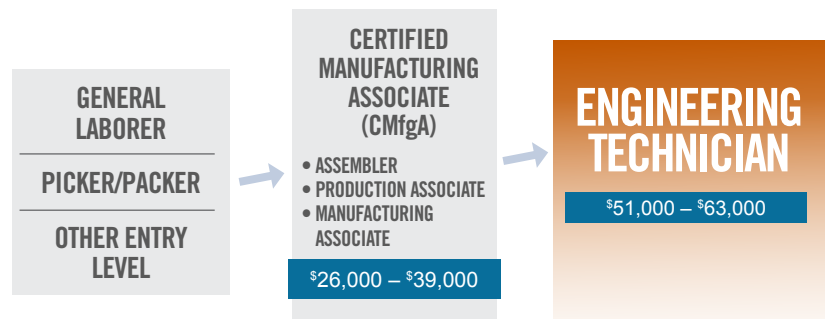 GENERAL
LABORER
PICKER/PACKER
OTHER ENTRY
LEVEL
CERTIFIED
MANUFACTURING
ASSOCIATE
(CMfgA)
• ASSEMBLER
• PRODUCTION ASSOCIATE
• MANUFACTURING
ASSOCIATE
$26,000 – $39,000
ENGINEERING
TECHNICIAN
$51,000 – $63,000